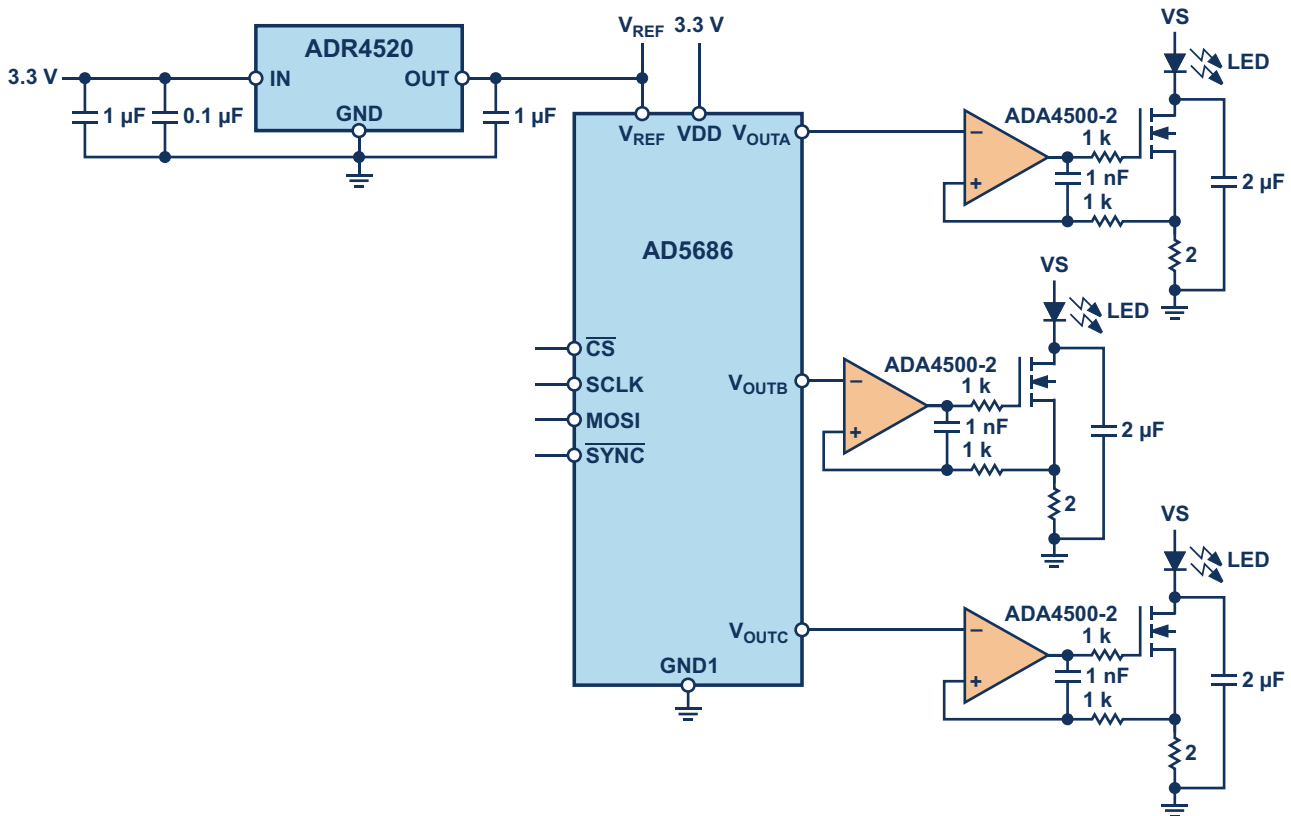 ADR4520
3.3 V
IN
OUT
GND
1 µF
0.1 µF
1 µF
VREF
3.3 V
VREF
VDD
VOUTA
AD5686
CS
SCLK
MOSI
SYNC
VOUTB
VOUTC
GND1
VS
LED
ADA4500-2
1 k
−
+
1 nF
1 k
2 µF
2
VS
LED
ADA4500-2
1 k
−
+
1 nF
1 k
2 µF
2
VS
LED
ADA4500-2
1 k
−
+
1 nF
1 k
2 µF
2